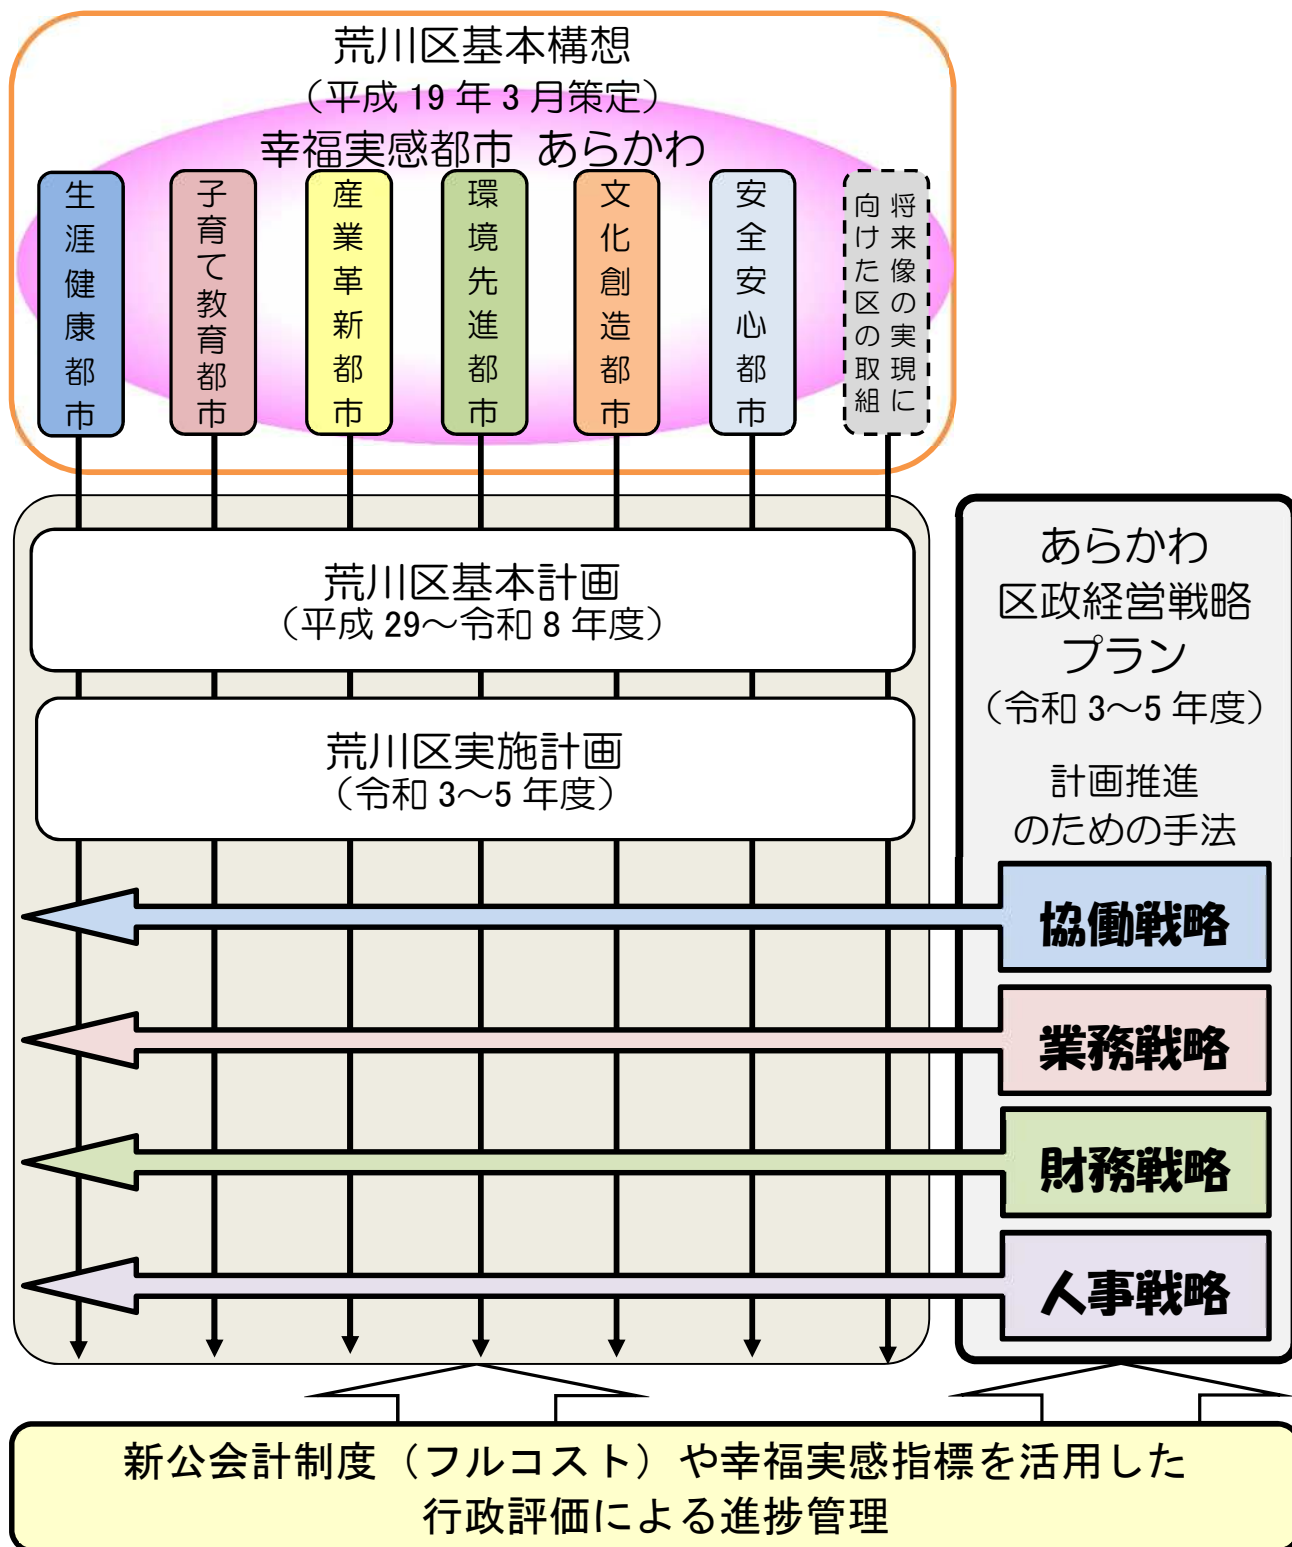 荒川区基本構想
（平成 19 年 3 月策定）
幸福実感都市 あらかわ
生涯健康都市
子育て教育都市
産業革新都市
環境先進都市
文化創造都市
安全安心都市
将来像の実現に
向けた区の取組
荒川区基本計画
（平成 29～令和 8 年度）
荒川区実施計画
（令和 3～5 年度）
あらかわ
区政経営戦略
プラン
（令和 3～5 年度）
計画推進
のための手法
協働戦略
業務戦略
財務戦略
人事戦略
新公会計制度（フルコスト）や幸福実感指標を活用した
行政評価による進捗管理